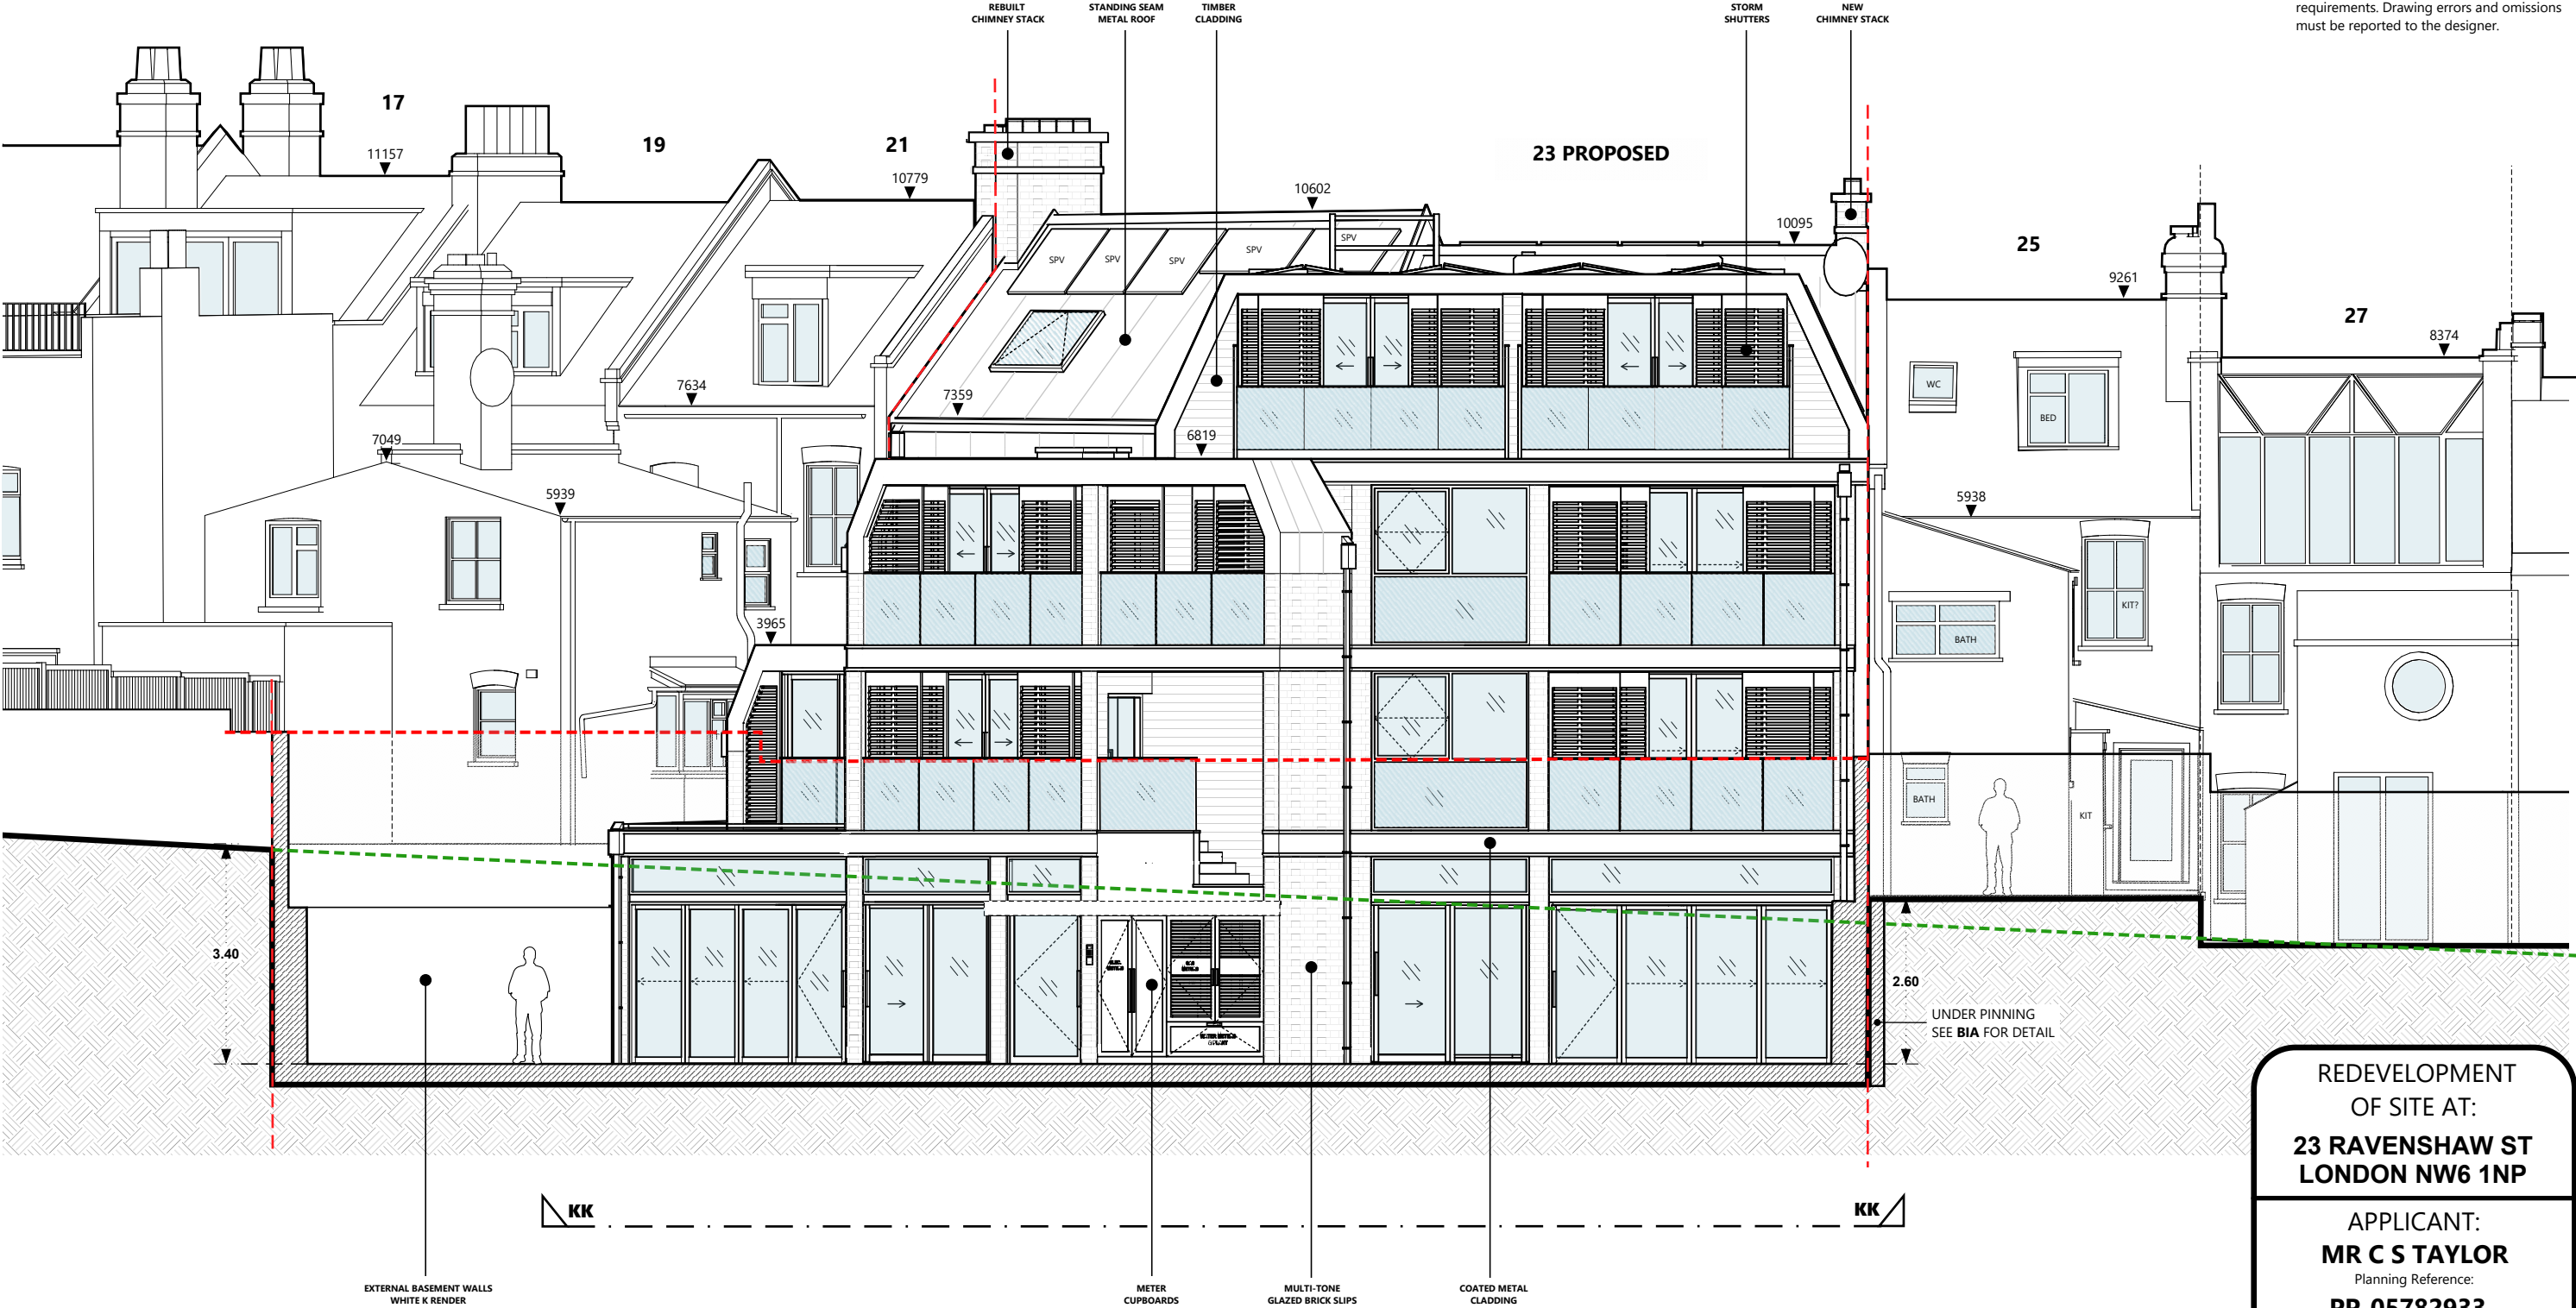 REBUILT
CHIMNEY STACK
STANDING SEAM
METAL ROOF
TIMBER
CLADDING
STORM
SHUTTERS
NEW
CHIMNEY STACK
requirements. Drawing errors and omissions
must be reported to the designer.
17
19
21
23 PROPOSED
25
27
11157
10779
10602
10095
9261
8374
SPV
SPV
SPV
SPV
SPV
7634
7359
7049
6819
5939
5938
3965
WC
BED
KIT?
BATH
BATH
KIT
3.40
2.60
UNDER PINNING
SEE BIA FOR DETAIL
KK
KK
EXTERNAL BASEMENT WALLS
WHITE K RENDER
METER
CUPBOARDS
MULTI-TONE
GLAZED BRICK SLIPS
COATED METAL
CLADDING
REDEVELOPMENT
OF SITE AT:
23 RAVENSHAW ST
LONDON NW6 1NP
APPLICANT:
MR C S TAYLOR
Planning Reference:
PP-05782933